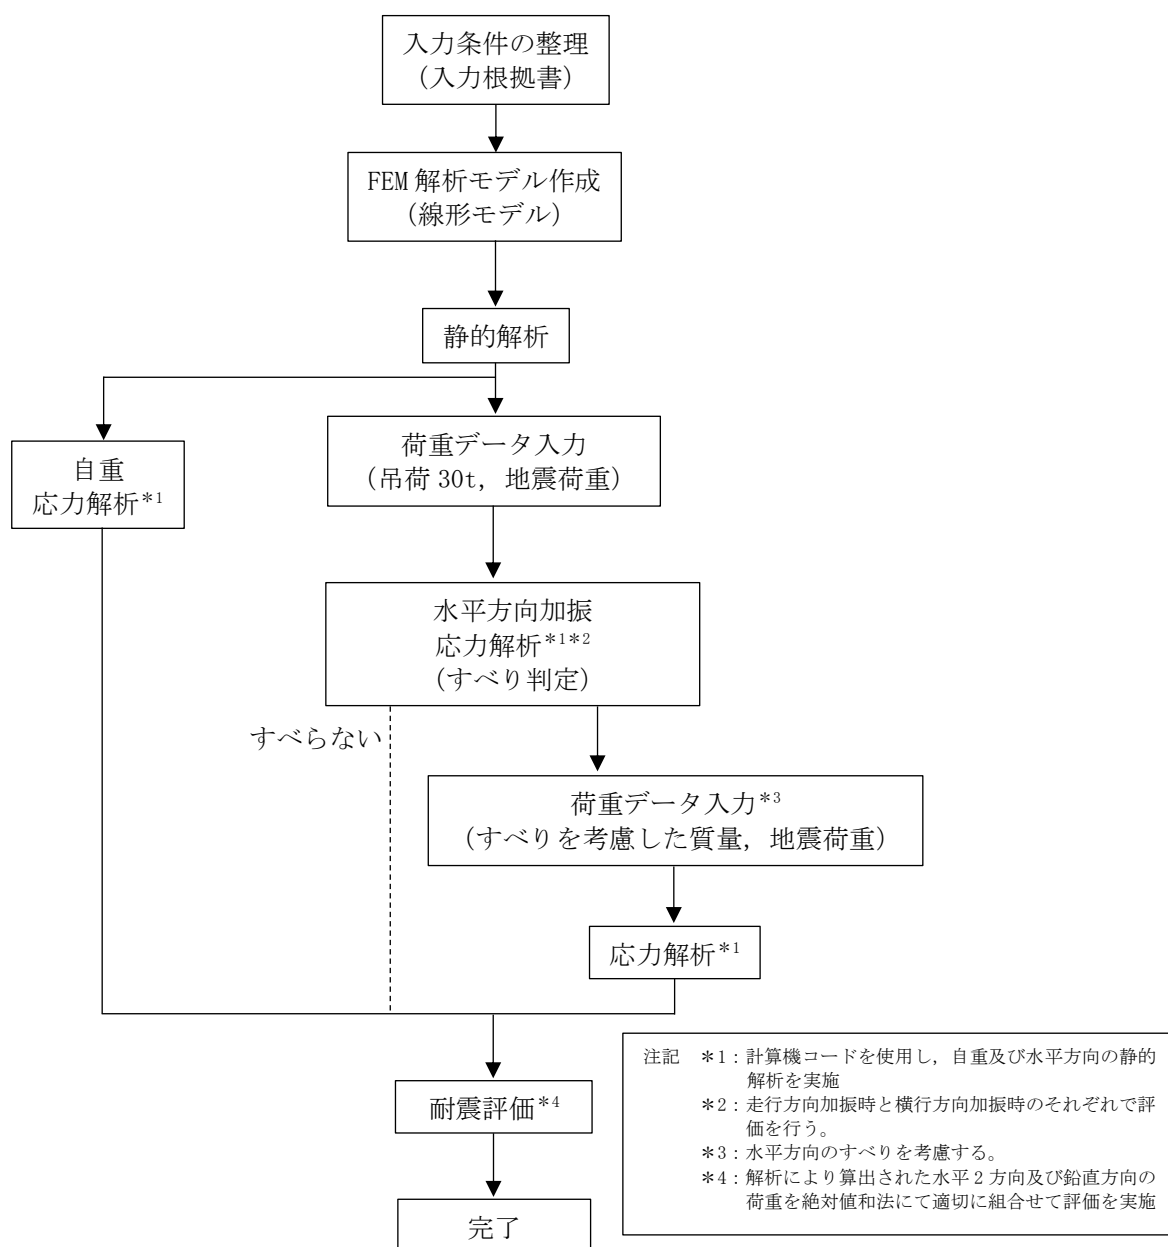 入力条件の整理
（入力根拠書）
FEM 解析モデル作成
（線形モデル）
静的解析
荷重データ入力
（吊荷 30t，地震荷重）
自重
応力解析*1
水平方向加振
応力解析*1*2
（すべり判定）
すべらない
荷重データ入力*3
（すべりを考慮した質量，地震荷重）
応力解析*1
耐震評価*4
完了
注記　*1：計算機コードを使用し，自重及び水平方向の静的
解析を実施
*2：走行方向加振時と横行方向加振時のそれぞれで評
価を行う。
*3：水平方向のすべりを考慮する。
*4：解析により算出された水平2方向及び鉛直方向の
荷重を絶対値和法にて適切に組合せて評価を実施